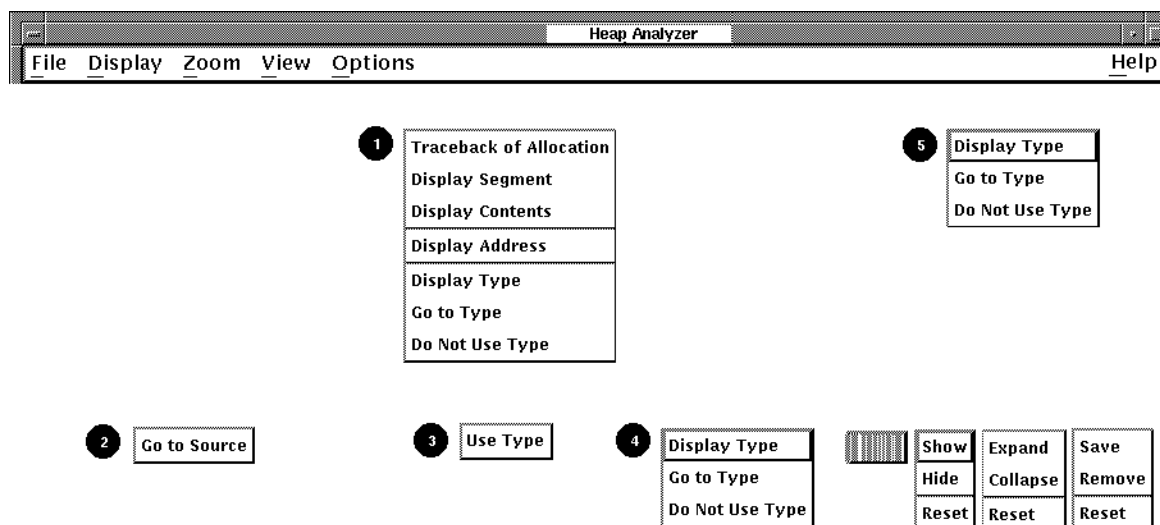 Heap Analyzer
File Display Zoom View Options Help
1
Traceback of Allocation
Display Segment
Display Contents
Display Address
Display Type
Go to Type
Do Not Use Type
5
Display Type
Go to Type
Do Not Use Type
2
Go to Source
3
Use Type
4
Display Type
Go to Type
Do Not Use Type
Show
Hide
Reset
Expand
Collapse
Reset
Save
Remove
Reset